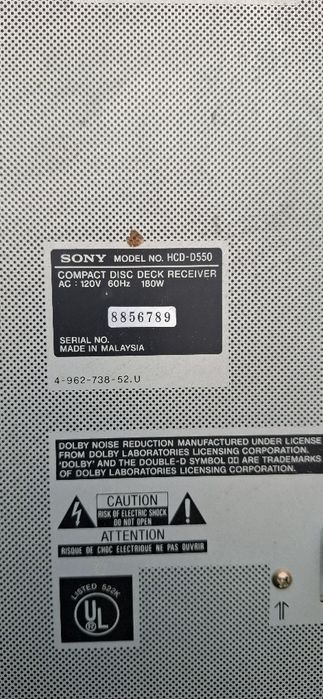 SONY MODEL NO. HCD-D550
COMPACT DISC DECK RECEIVER
AC : 120V 60Hz 180W
8856789
SERIAL NO.
MADE IN MALAYSIA
4-962-738-52.U
DOLBY NOISE REDUCTION MANUFACTURED UNDER LICENSE
FROM DOLBY LABORATORIES LICENSING CORPORATION.
'DOLBY' AND THE DOUBLE-D SYMBOL DD ARE TRADEMARKS
OF DOLBY LABORATORIES LICENSING CORPORATION.
CAUTION
RISK OF ELECTRIC SHOCK
DO NOT OPEN
ATTENTION
RISQUE DE CHOC ELECTRIQUE NE PAS OUVRIR
LISTED 522K
UL